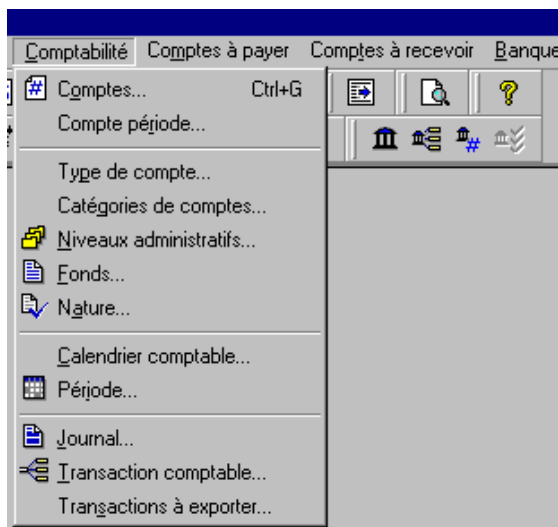 Comptabilité Comptes à payer Comptes à recevoir Banque
Comptes... Ctrl+G
Compte période...
Type de compte...
Catégories de comptes...
Niveaux administratifs...
Fonds...
Nature...
Calendrier comptable...
Période...
Journal...
Transaction comptable...
Transactions à exporter...